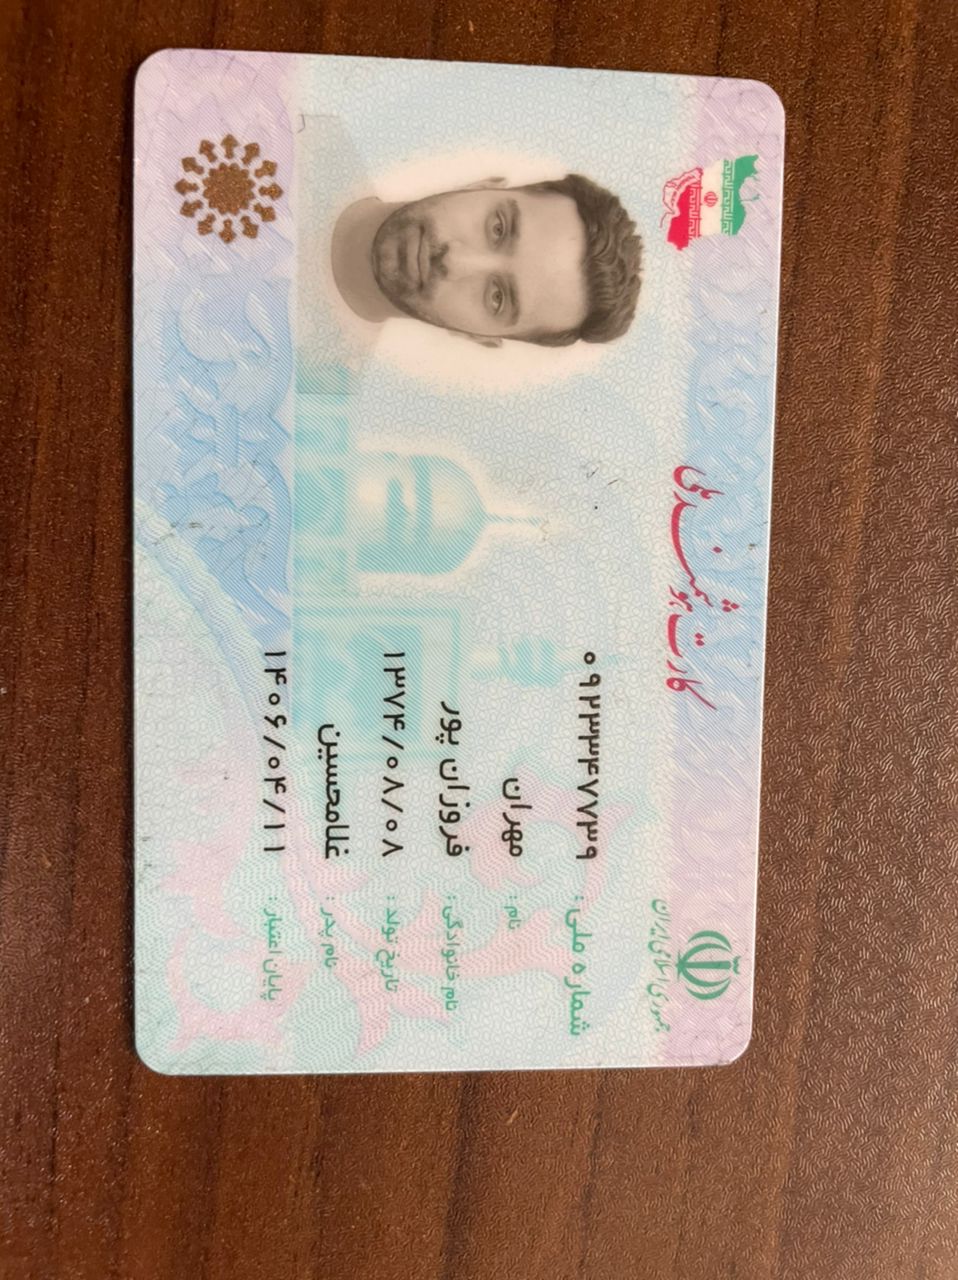 جمهوری اسلامی ایران
کارت هوشمند ملی
شماره ملی : ۰۹۲۳۳۴۷۷۳۹
نام : مهران
نام خانوادگی : فروزان پور
تاریخ تولد : ۱۳۷۴/۰۸/۰۸
نام پدر : غلامحسین
پایان اعتبار : ۱۴۰۶/۰۴/۱۱